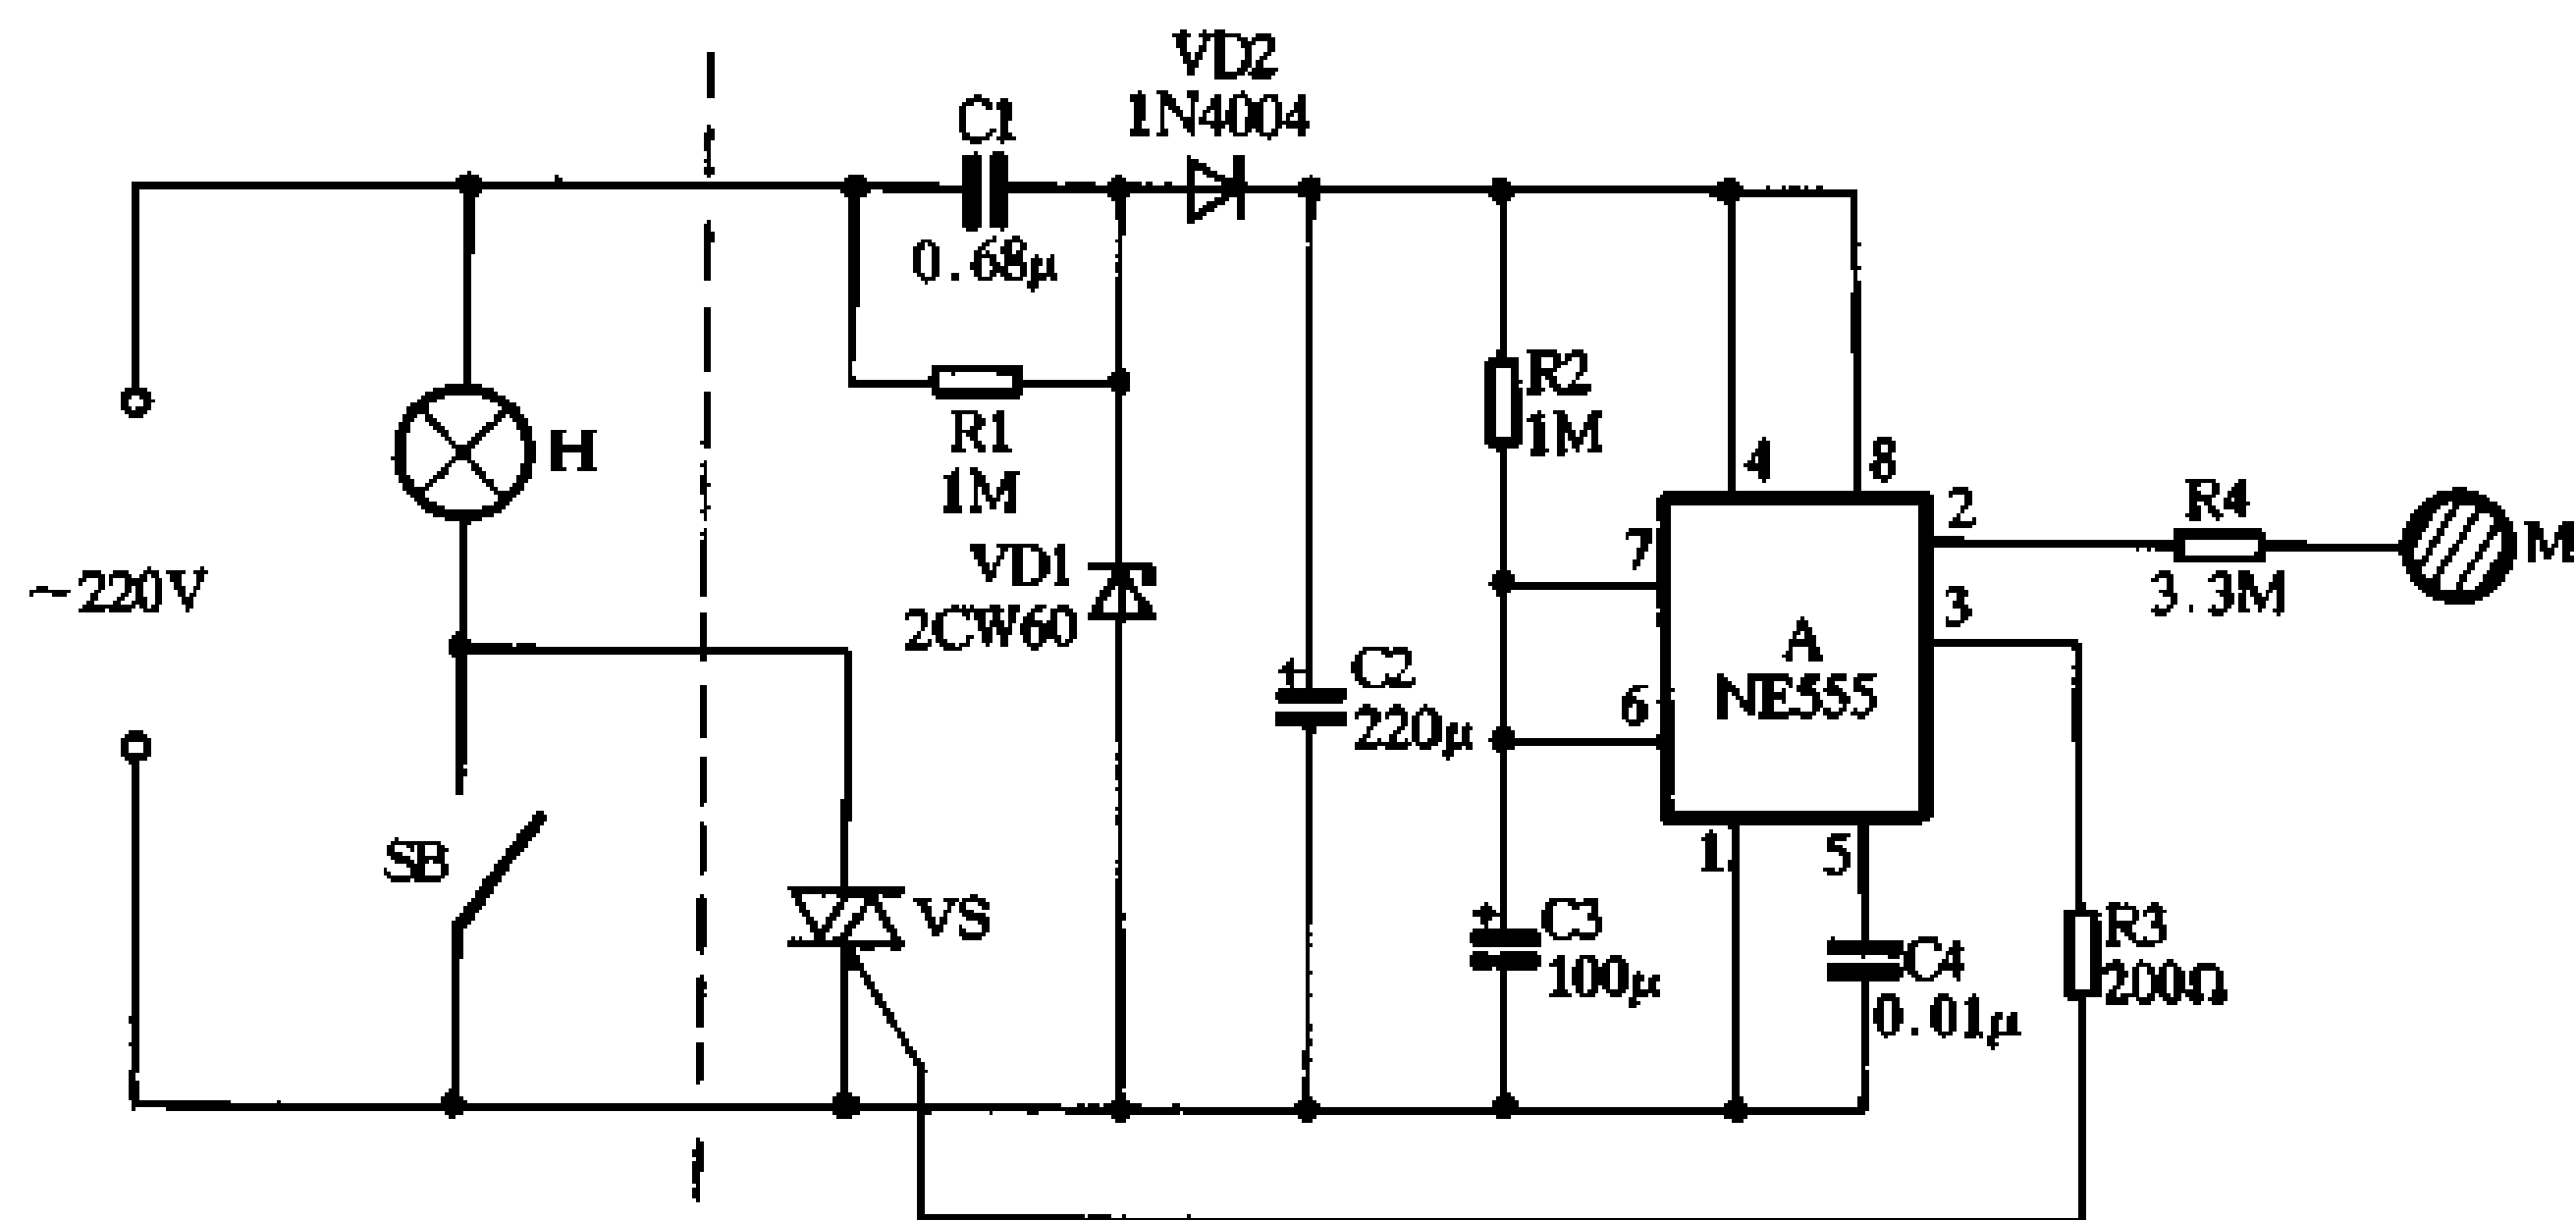 VD2
1N4004
C1
0.68μ
R1
1M
VD1
2CW60
H
~220V
SB
VS
C2
220μ
+
R2
1M
4
8
7
6
2
3
A
NE555
1
5
R4
3.3M
M
C3
100μ
+
C4
0.01μ
R3
200Ω